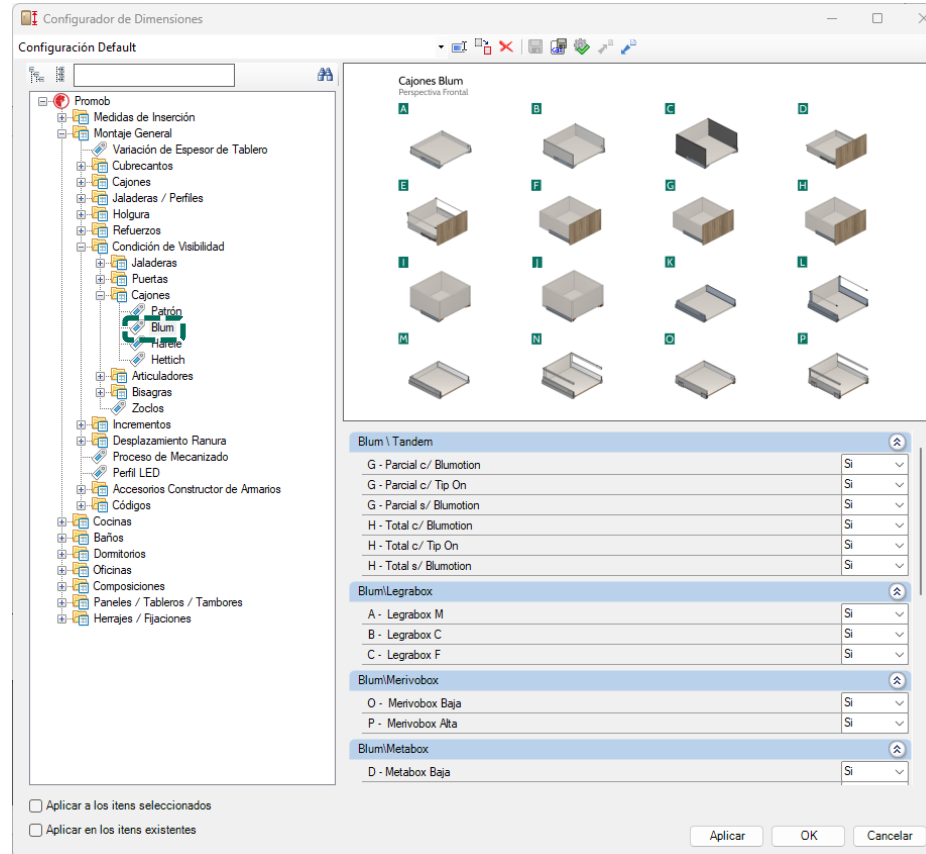 Configurador de Dimensiones
Configuración Default
Promob
Medidas de Inserción
Montaje General
Variación de Espesor de Tablero
Cubrecantos
Cajones
Jaladeras / Perfiles
Holgura
Refuerzos
Condición de Visibilidad
Jaladeras
Puertas
Cajones
Patrón
Blum
Hafele
Hettich
Articuladores
Bisagras
Zoclos
Incrementos
Desplazamiento Ranura
Proceso de Mecanizado
Perfil LED
Accesorios Constructor de Amarios
Códigos
Cocinas
Baños
Dormitorios
Oficinas
Composiciones
Paneles / Tableros / Tambores
Herrajes / Fijaciones
Cajones Blum
Perspectiva Frontal
A B C D
E F G H
I J K L
M N O P
Blum \ Tandem
G - Parcial c/ Blumotion Si
G - Parcial c/ Tip On Si
G - Parcial s/ Blumotion Si
H - Total c/ Blumotion Si
H - Total c/ Tip On Si
H - Total s/ Blumotion Si
Blum\Legrabox
A - Legrabox M Si
B - Legrabox C Si
C - Legrabox F Si
Blum\Merivobox
O - Merivobox Baja Si
P - Merivobox Alta Si
Blum\Metabox
D - Metabox Baja Si
Aplicar a los itens seleccionados
Aplicar en los itens existentes
Aplicar OK Cancelar